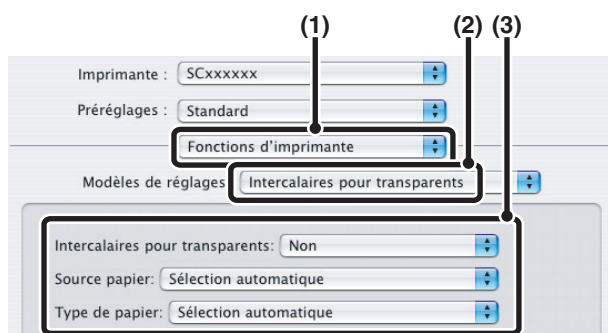 (1) (2) (3)
Imprimante : SCxxxxxx
Préréglages : Standard
Fonctions d'imprimante
Modèles de réglages Intercalaires pour transparents
Intercalaires pour transparents: Non
Source papier: Sélection automatique
Type de papier: Sélection automatique